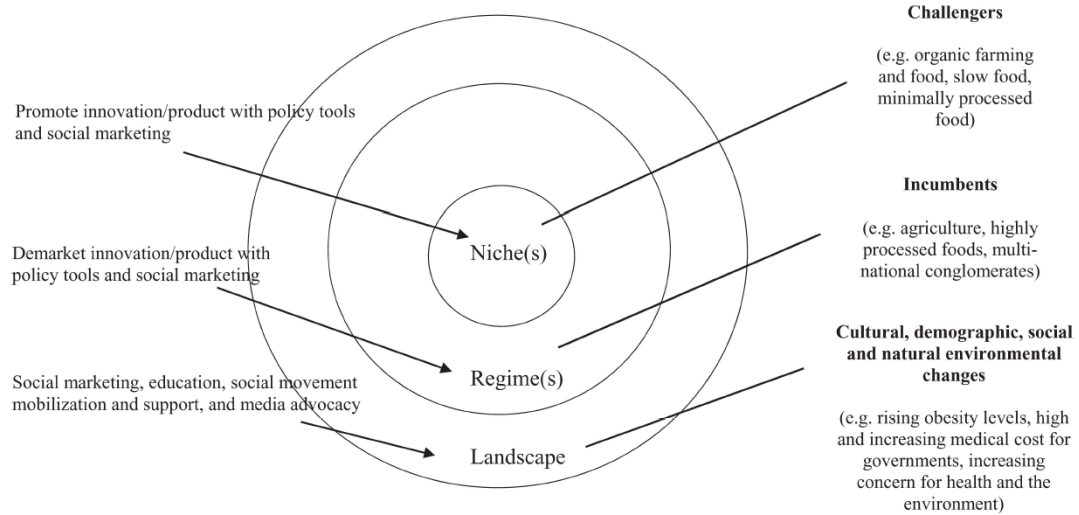 Challengers
(e.g. organic farming
and food, slow food,
minimally processed
food)
Promote innovation/product with policy tools
and social marketing
Incumbents
(e.g. agriculture, highly
processed foods, multi-
national conglomerates)
Niche(s)
Demarket innovation/product with
policy tools and social marketing
Cultural, demographic, social
and natural environmental
changes
(e.g. rising obesity levels, high
and increasing medical cost for
governments, increasing
concern for health and the
environment)
Regime(s)
Social marketing, education, social movement
mobilization and support, and media advocacy
Landscape